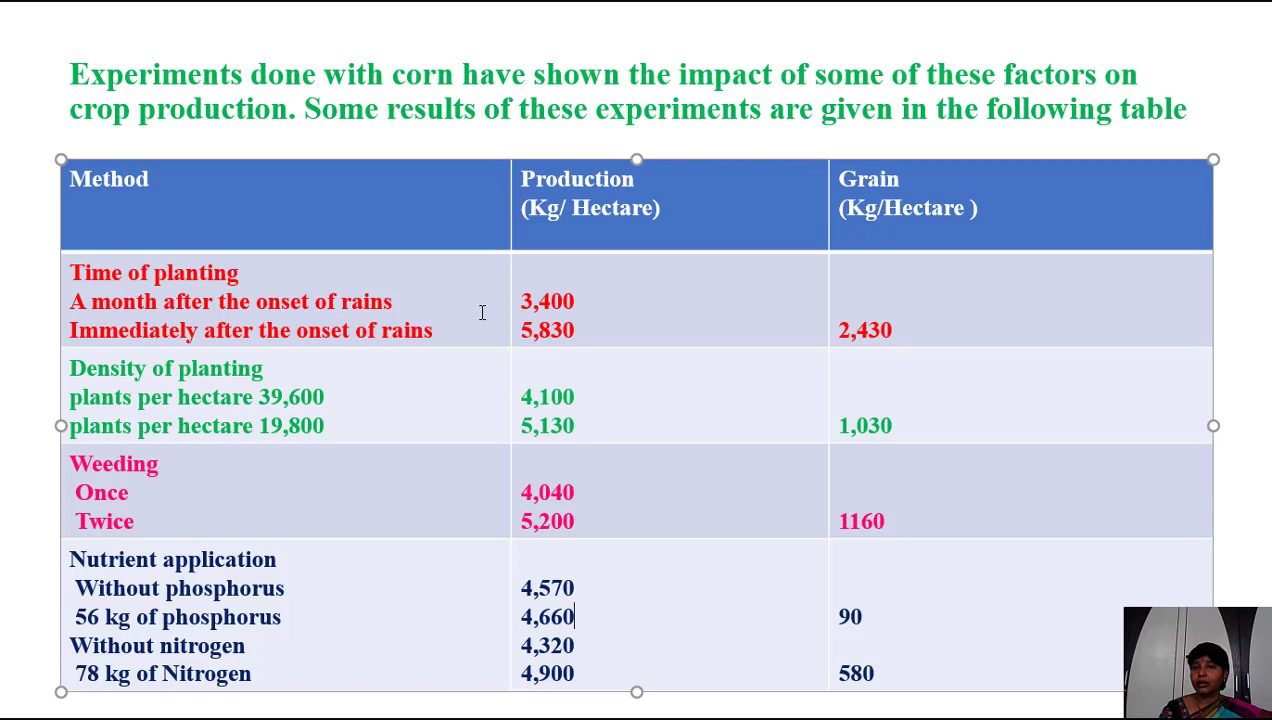 Experiments done with corn have shown the impact of some of these factors on
crop production. Some results of these experiments are given in the following table
Method
Production
(Kg/ Hectare)
Grain
(Kg/Hectare )
Time of planting
A month after the onset of rains
3,400
Immediately after the onset of rains
5,830
2,430
Density of planting
plants per hectare 39,600
4,100
plants per hectare 19,800
5,130
1,030
Weeding
Once
4,040
Twice
5,200
1160
Nutrient application
Without phosphorus
4,570
56 kg of phosphorus
4,660
90
Without nitrogen
4,320
78 kg of Nitrogen
4,900
580